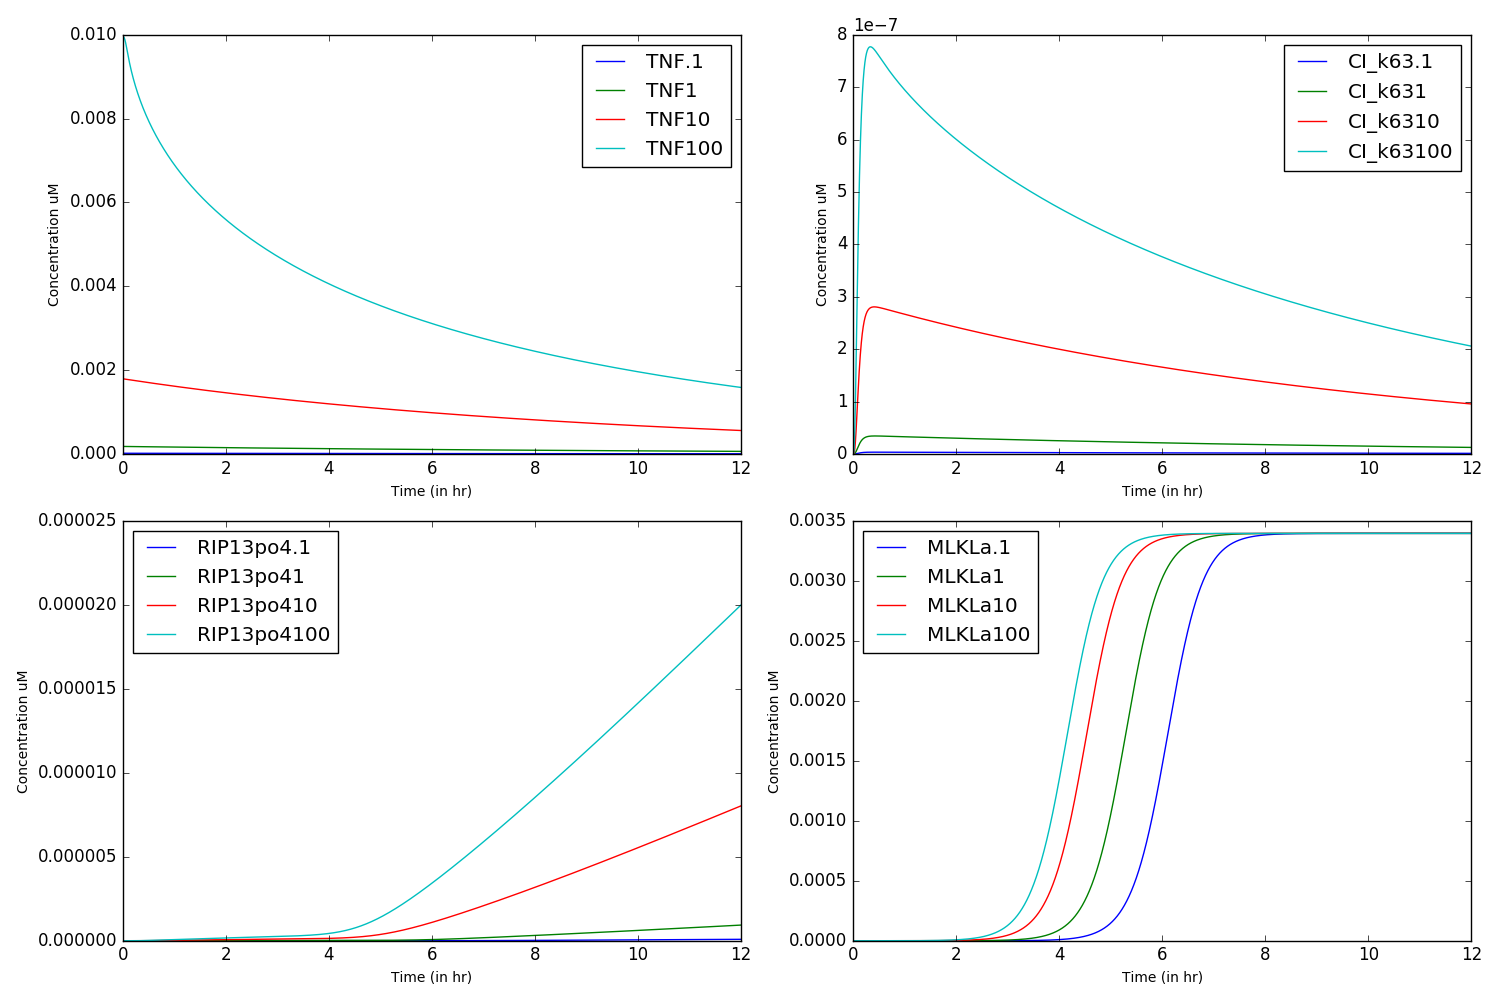 0.010
0.008
0.006
0.004
0.002
0.000
Concentration uM
TNF.1
TNF1
TNF10
TNF100
0 2 4 6 8 10 12
Time (in hr)
1e−7
8
7
6
5
4
3
2
1
0
Concentration uM
CI_k63.1
CI_k631
CI_k6310
CI_k63100
0 2 4 6 8 10 12
Time (in hr)
0.000025
0.000020
0.000015
0.000010
0.000005
0.000000
Concentration uM
RIP13po4.1
RIP13po41
RIP13po410
RIP13po4100
0 2 4 6 8 10 12
Time (in hr)
0.0035
0.0030
0.0025
0.0020
0.0015
0.0010
0.0005
0.0000
Concentration uM
MLKLa.1
MLKLa1
MLKLa10
MLKLa100
0 2 4 6 8 10 12
Time (in hr)